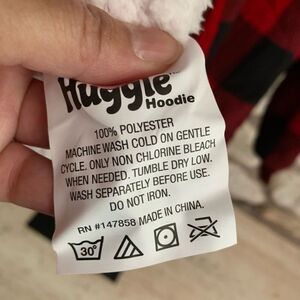 Huggle™
Hoodie
100% POLYESTER
MACHINE WASH COLD ON GENTLE
CYCLE. ONLY NON CHLORINE BLEACH
WHEN NEEDED. TUMBLE DRY LOW.
WASH SEPARATELY BEFORE USE.
DO NOT IRON.
RN #147858 MADE IN CHINA.
30°